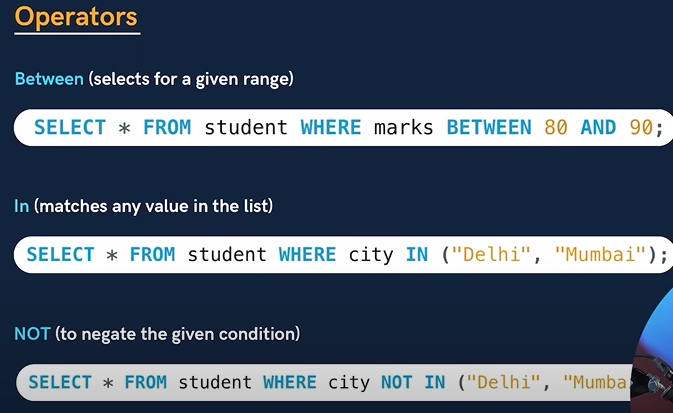 Operators
Between (selects for a given range)
SELECT * FROM student WHERE marks BETWEEN 80 AND 90;
In (matches any value in the list)
SELECT * FROM student WHERE city IN ("Delhi", "Mumbai");
NOT (to negate the given condition)
SELECT * FROM student WHERE city NOT IN ("Delhi", "Mumba